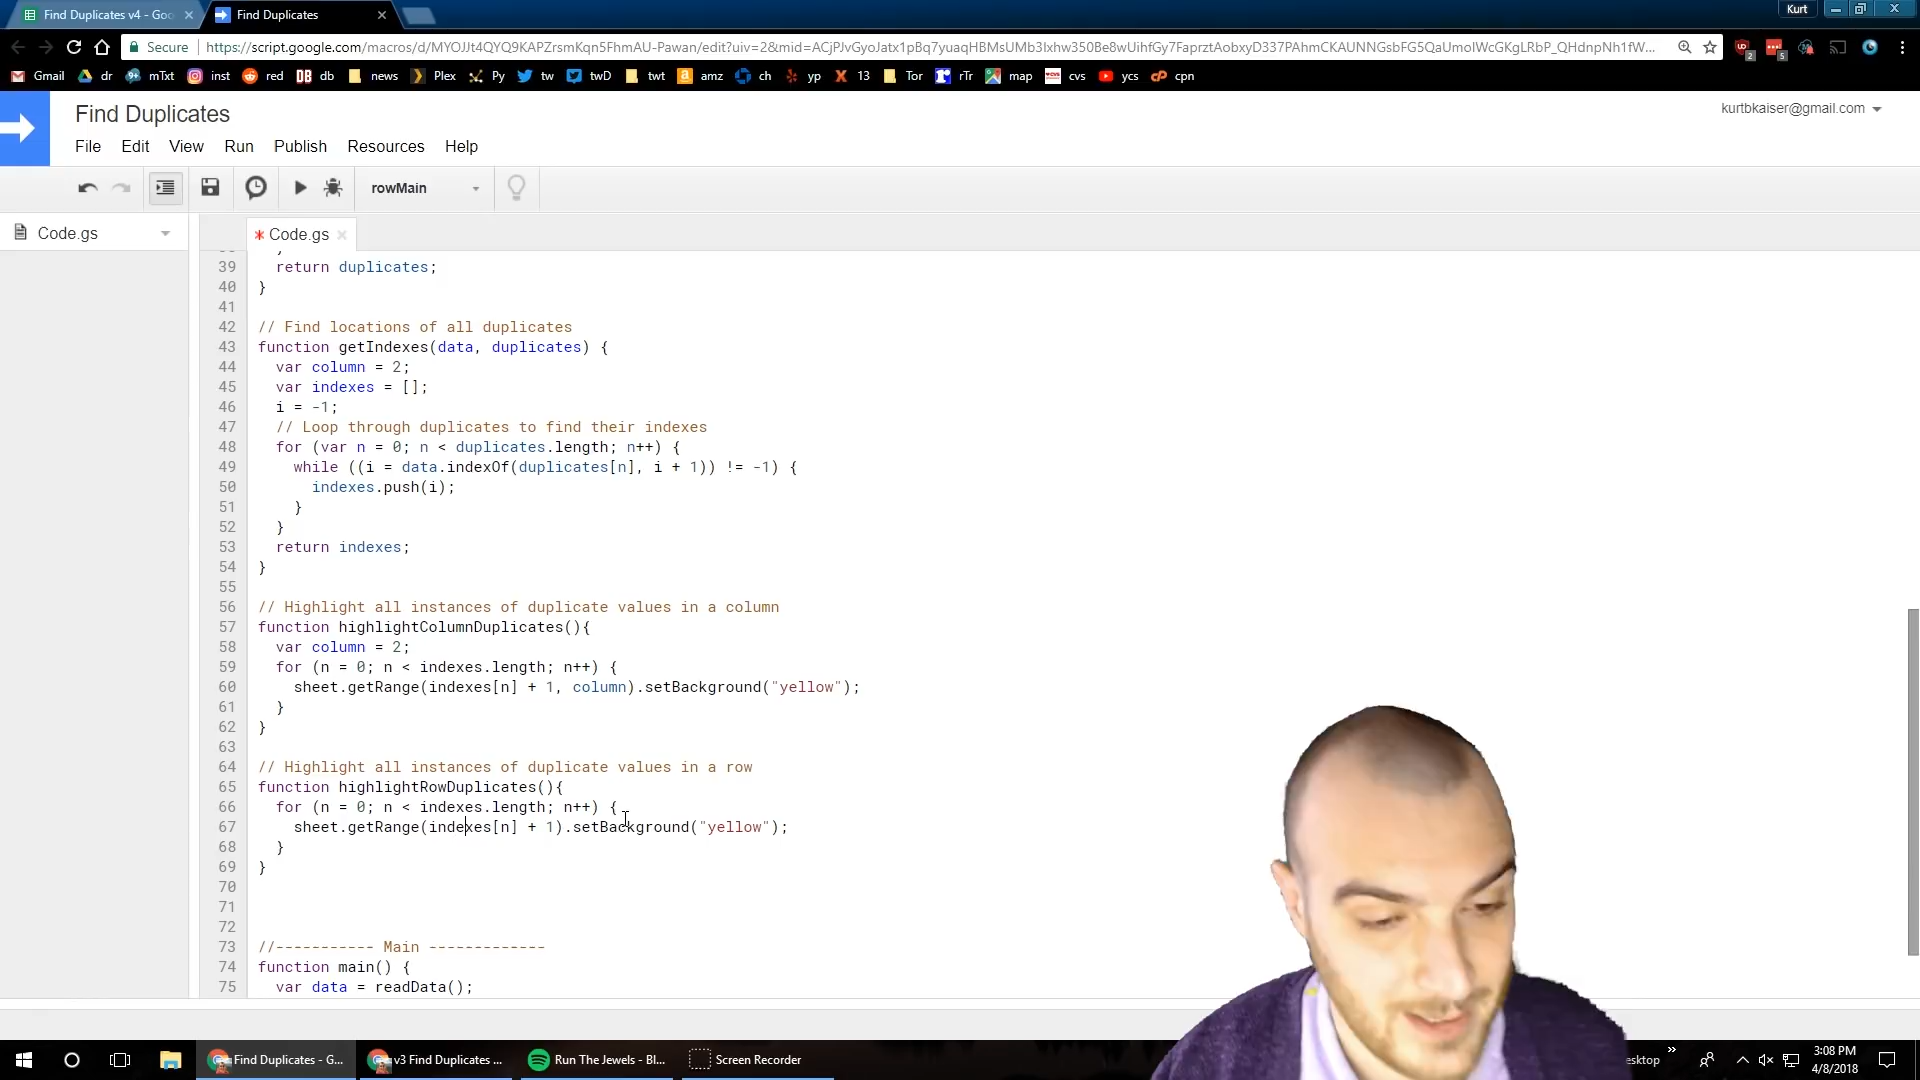 Find Duplicates v4 - Goo
Find Duplicates
Kurt
Secure
https://script.google.com/macros/d/MYOJJt4QYQ9KAPZrsmKqn5FhmAU-Pawan/edit?uiv=2&mid=ACjPJvGyoJatx1pBq7yuaqHBMsUMb3Ixhw350Be8wUihfGy7FaprztAobxyD337PAhmCKAUNNGsbFG5QaUmoIWcGKgLRbP_QHdnpNh1fW...
Gmail dr mTxt inst red DB db news Plex Py tw twD twt amz ch yp 13 Tor rTr map cvs ycs cpn
Find Duplicates
kurtbkaiser@gmail.com
File Edit View Run Publish Resources Help
rowMain
Code.gs
* Code.gs
39 return duplicates;
40 }
41
42 // Find locations of all duplicates
43 function getIndexes(data, duplicates) {
44 var column = 2;
45 var indexes = [];
46 i = -1;
47 // Loop through duplicates to find their indexes
48 for (var n = 0; n < duplicates.length; n++) {
49 while ((i = data.indexOf(duplicates[n], i + 1)) != -1) {
50 indexes.push(i);
51 }
52 }
53 return indexes;
54 }
55
56 // Highlight all instances of duplicate values in a column
57 function highlightColumnDuplicates(){
58 var column = 2;
59 for (n = 0; n < indexes.length; n++) {
60 sheet.getRange(indexes[n] + 1, column).setBackground("yellow");
61 }
62 }
63
64 // Highlight all instances of duplicate values in a row
65 function highlightRowDuplicates(){
66 for (n = 0; n < indexes.length; n++) {
67 sheet.getRange(indexes[n] + 1).setBackground("yellow");
68 }
69 }
70
71
72
73 //----------- Main -------------
74 function main() {
75 var data = readData();
Find Duplicates - G...
v3 Find Duplicates ...
Run The Jewels - Bl...
Screen Recorder
esktop
3:08 PM
4/8/2018